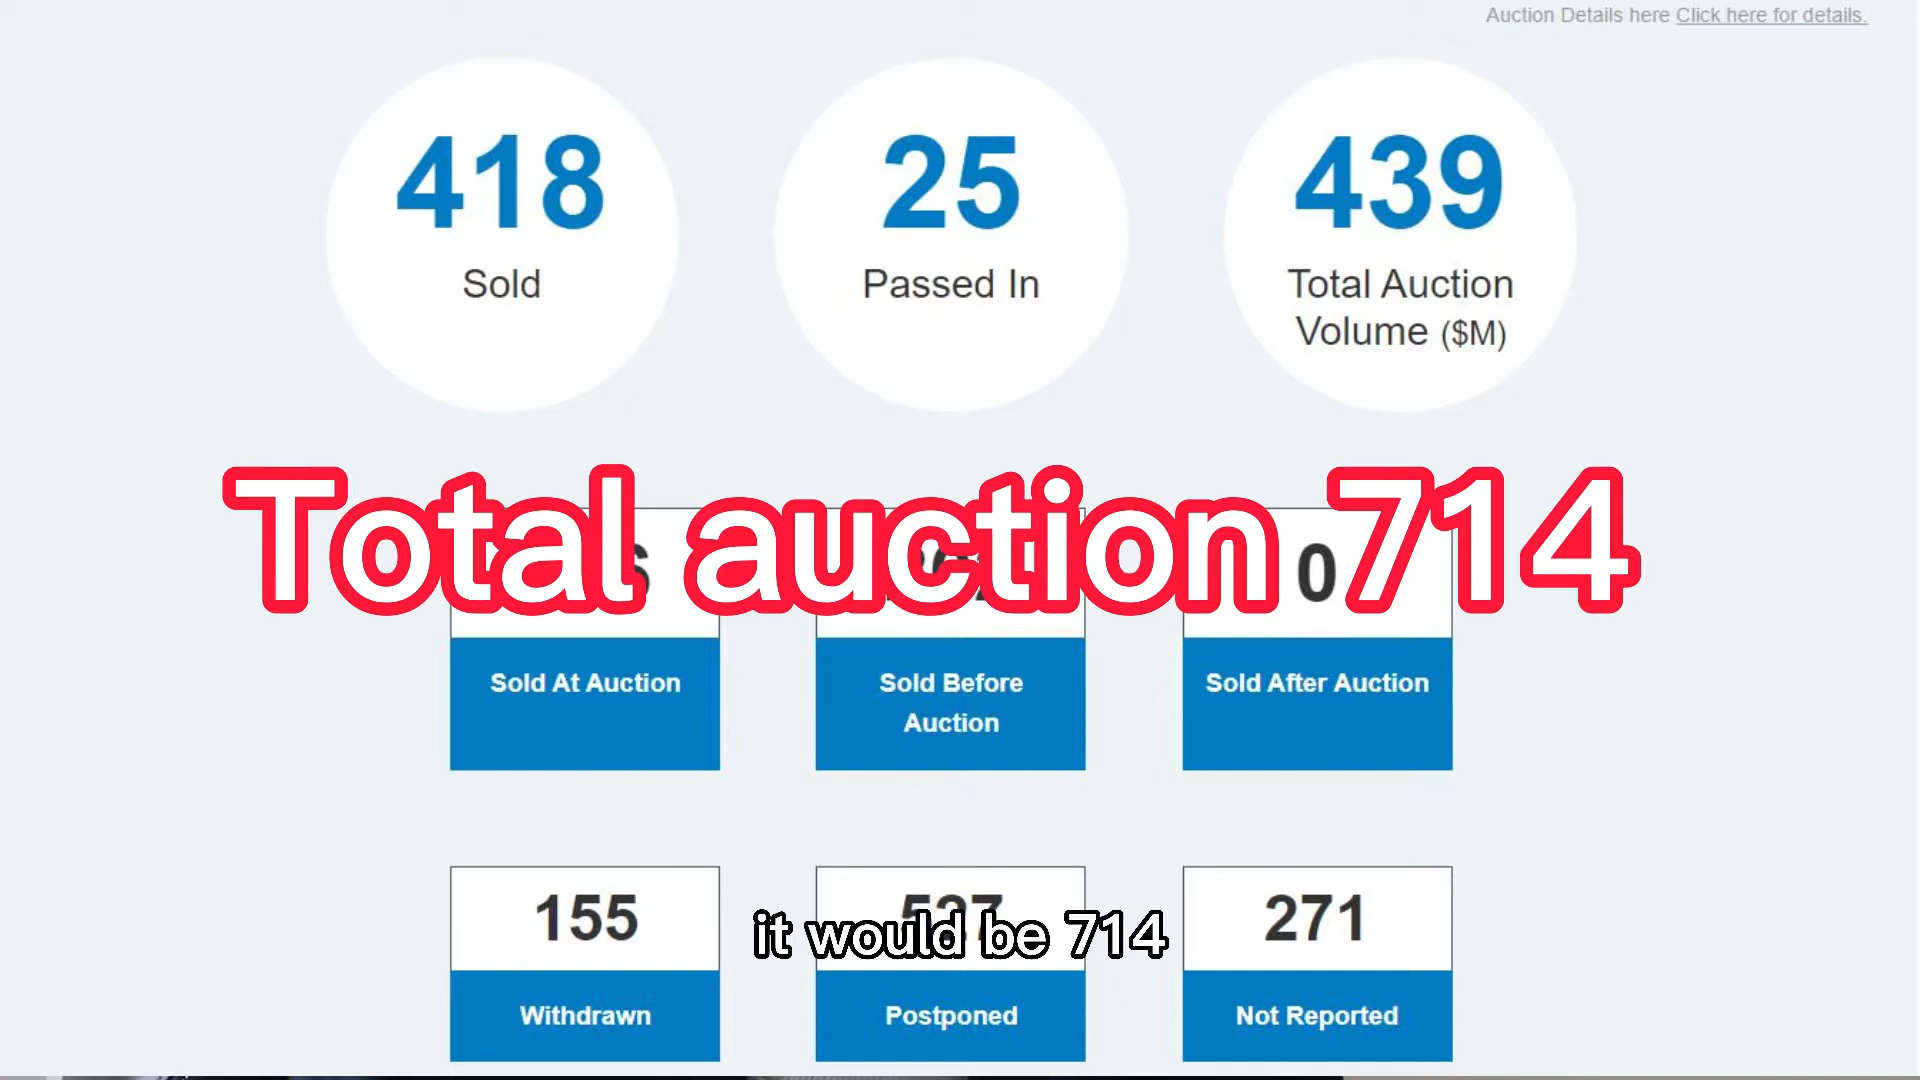 Auction Details here Click here for details.
418
25
439
Sold
Passed In
Total Auction
Volume ($M)
Total auction 714
0
Sold At Auction
Sold Before
Auction
Sold After Auction
155
527
271
it would be 714
Withdrawn
Postponed
Not Reported